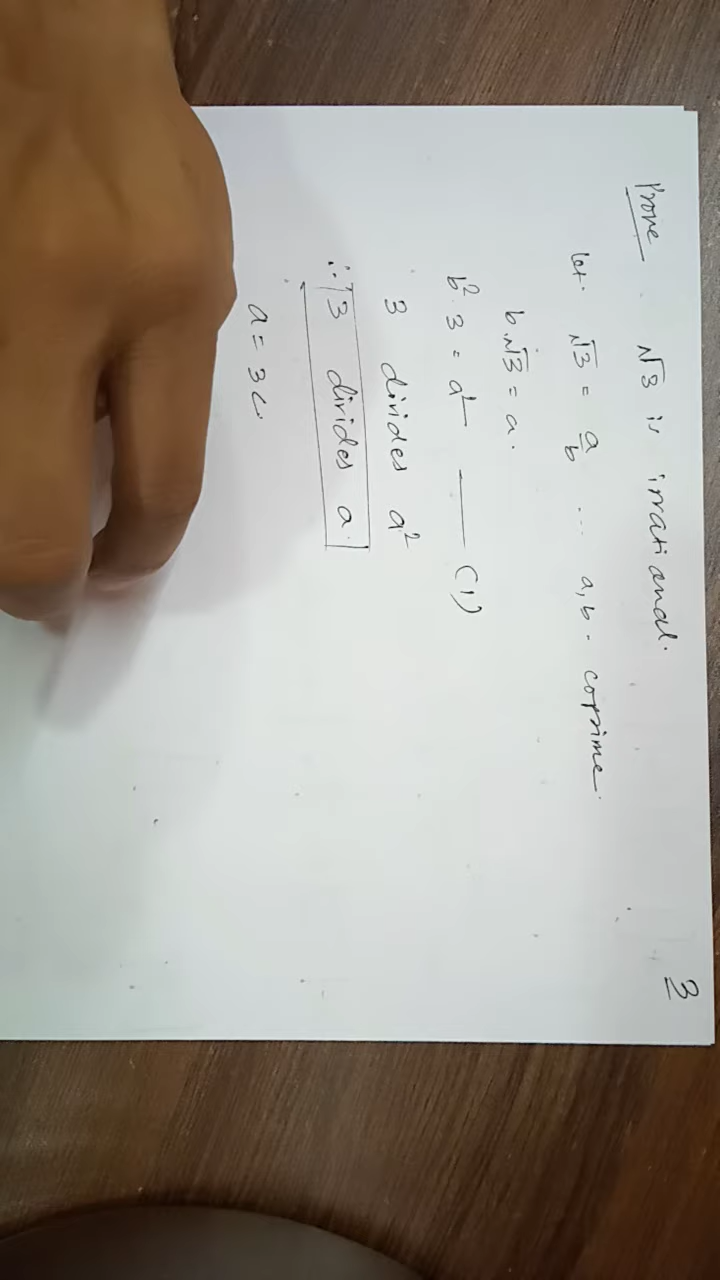 3
Prove √3 is irrational.
let. √3 = a/b ... a, b - coprime.
b.√3 = a.
b². 3 = a² —— (1)
3 divides a²
∴ 3 divides a.
a = 3c.